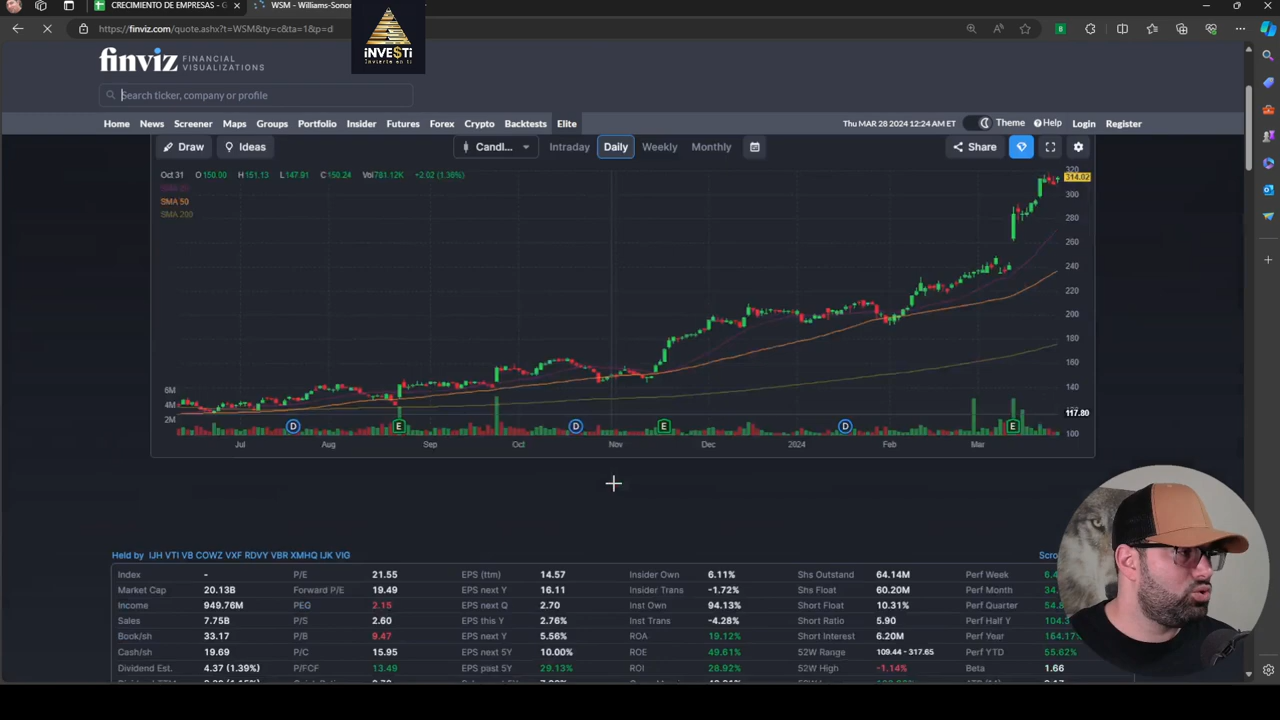 CRECIMIENTO DE EMPRESAS - G
WSM - Williams-Sonom
https://finviz.com/quote.ashx?t=WSM&ty=c&ta=1&p=d
INVE$TI
Invierte en ti
finviz FINANCIAL VISUALIZATIONS
Search ticker, company or profile
Home News Screener Maps Groups Portfolio Insider Futures Forex Crypto Backtests Elite
Thu MAR 28 2024 12:24 AM ET Theme Help Login Register
Draw Ideas Candl... Intraday Daily Weekly Monthly Share
Oct 31 O 150.00 H 151.13 L 147.91 C 150.24 Vol 781.12K +2.02 (1.36%)
SMA 20
SMA 50
SMA 200
320
314.02
300
280
260
240
220
200
180
160
140
117.80
100
6M
4M
2M
D E D E D E
Jul Aug Sep Oct Nov Dec 2024 Feb Mar
Held by IJH VTI VB COWZ VXF RDVY VBR XMHQ IJK VIG
Index - P/E 21.55 EPS (ttm) 14.57 Insider Own 6.11% Shs Outstand 64.14M Perf Week
Market Cap 20.13B Forward P/E 19.49 EPS next Y 16.11 Insider Trans -1.72% Shs Float 60.20M Perf Month
Income 949.76M PEG 2.15 EPS next Q 2.70 Inst Own 94.13% Short Float 10.31% Perf Quarter
Sales 7.75B P/S 2.60 EPS this Y 2.76% Inst Trans -4.28% Short Ratio 5.90 Perf Half Y
Book/sh 33.17 P/B 9.47 EPS next Y 5.56% ROA 19.12% Short Interest 6.20M Perf Year 164.17%
Cash/sh 19.69 P/C 15.95 EPS next 5Y 10.00% ROE 49.61% 52W Range 109.44 - 317.65 Perf YTD 55.62%
Dividend Est. 4.37 (1.39%) P/FCF 13.49 EPS past 5Y 29.13% ROI 28.92% 52W High -1.14% Beta 1.66